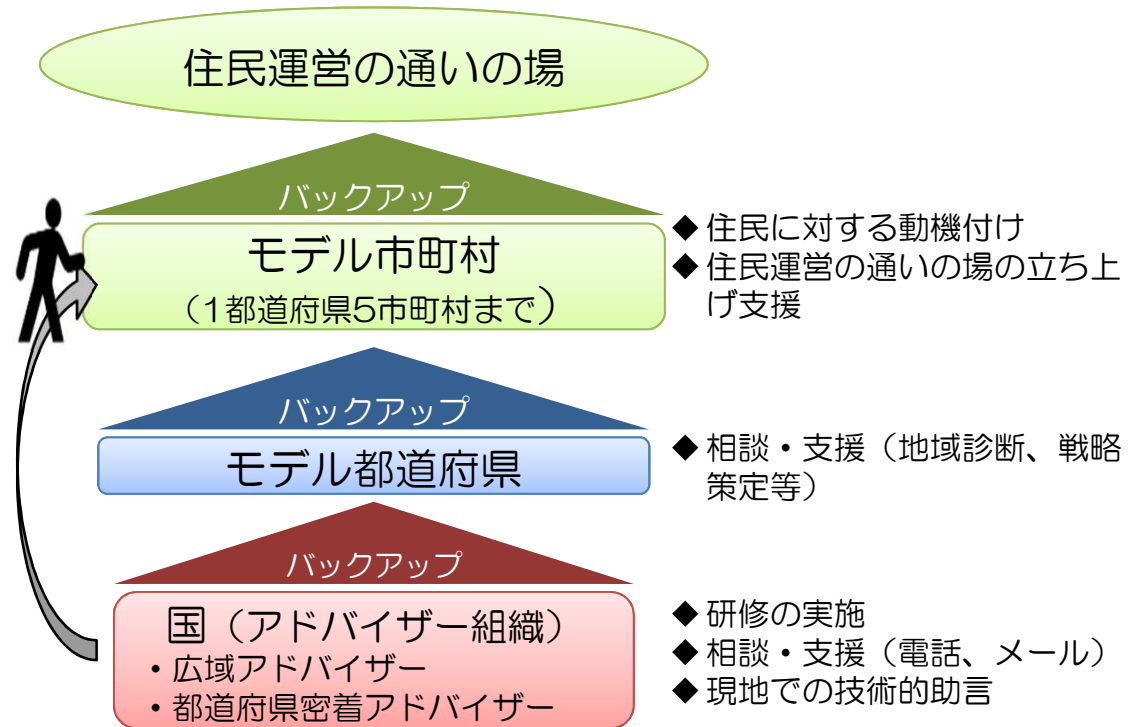 住民運営の通いの場
バックアップ
モデル市町村
（1都道府県5市町村まで）
◆ 住民に対する動機付け
◆ 住民運営の通いの場の立ち上
げ支援
バックアップ
モデル都道府県
◆ 相談・支援（地域診断、戦略
策定等）
バックアップ
国（アドバイザー組織）
・広域アドバイザー
・都道府県密着アドバイザー
◆ 研修の実施
◆ 相談・支援（電話、メール）
◆ 現地での技術的助言